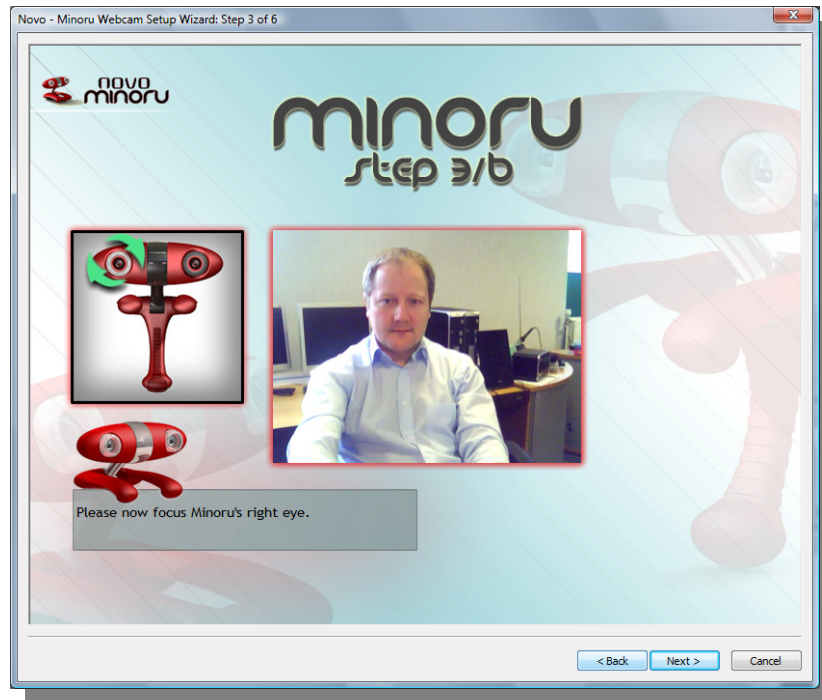 Novo - Minoru Webcam Setup Wizard: Step 3 of 6
novo
minoru
minoru
step 3/6
Please now focus Minoru's right eye.
< Back
Next >
Cancel